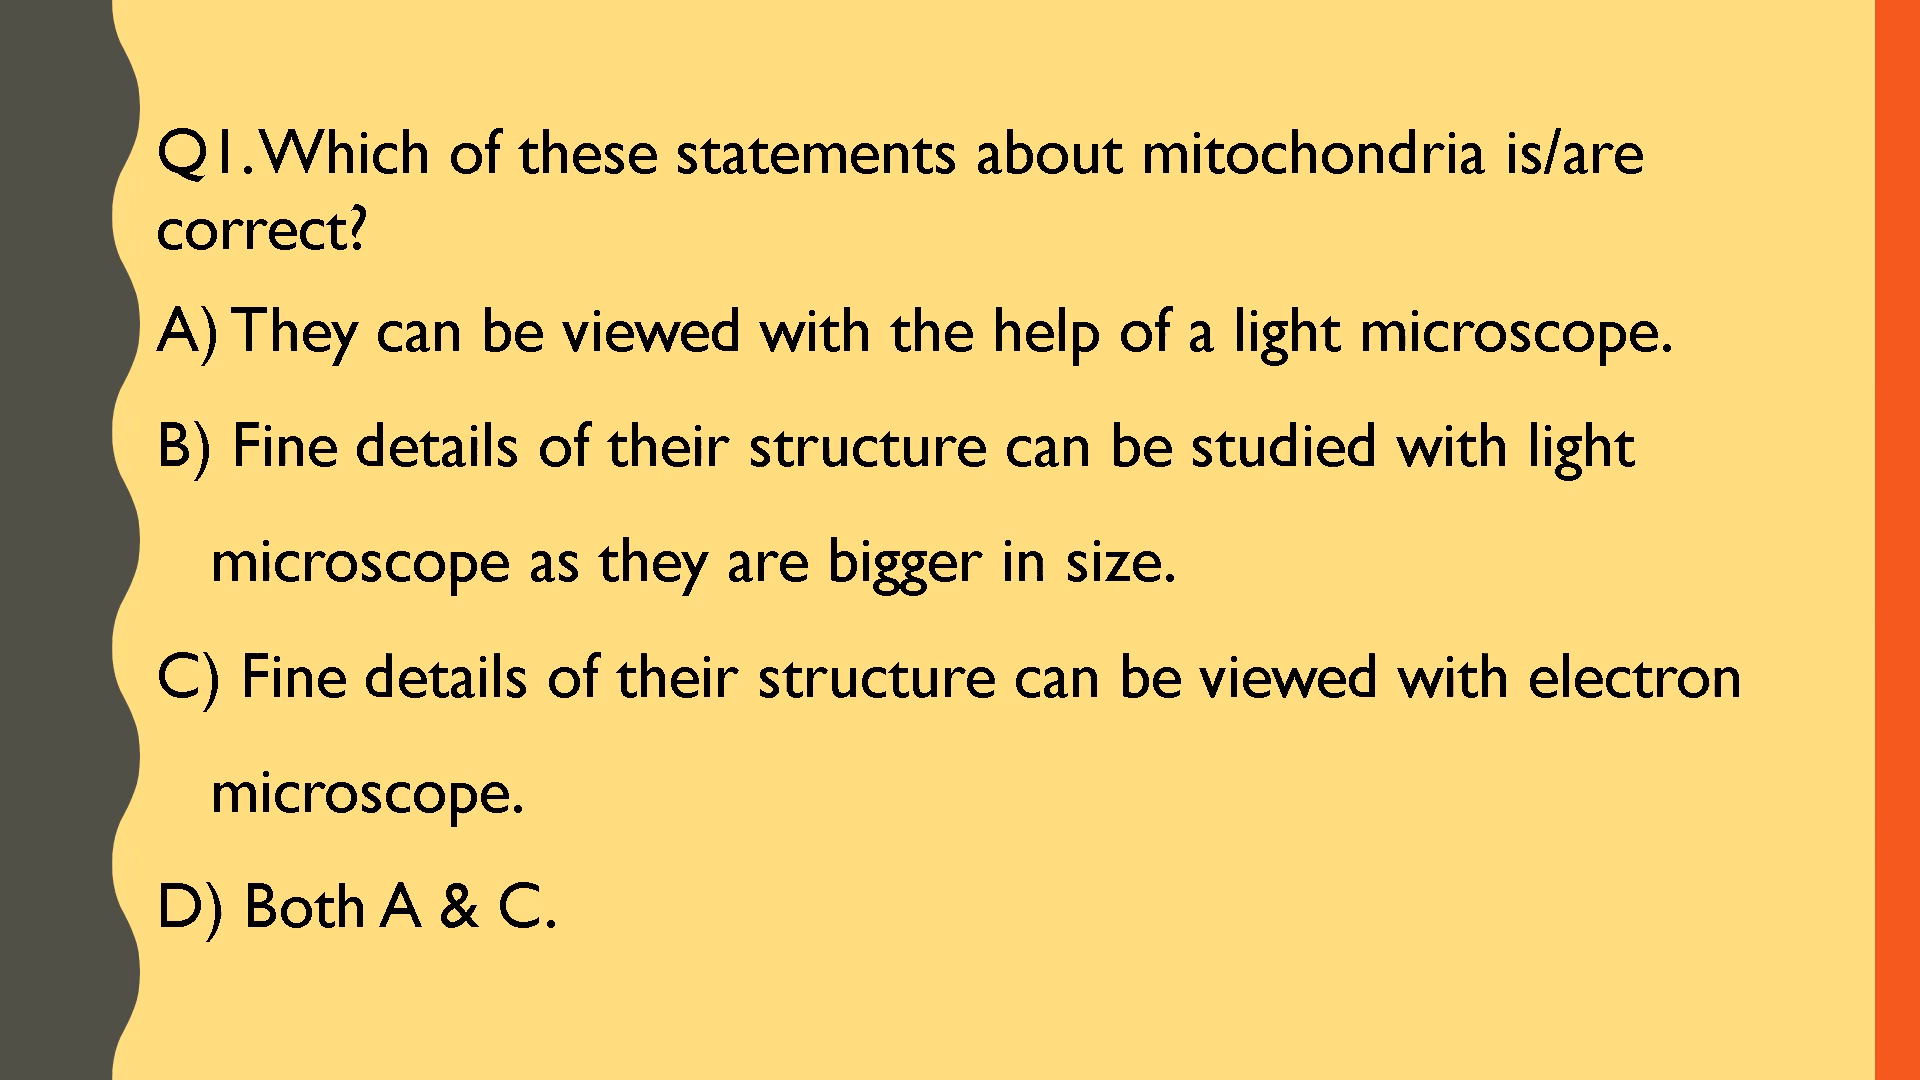 Q1. Which of these statements about mitochondria is/are
correct?
A) They can be viewed with the help of a light microscope.
B) Fine details of their structure can be studied with light
microscope as they are bigger in size.
C) Fine details of their structure can be viewed with electron
microscope.
D) Both A & C.